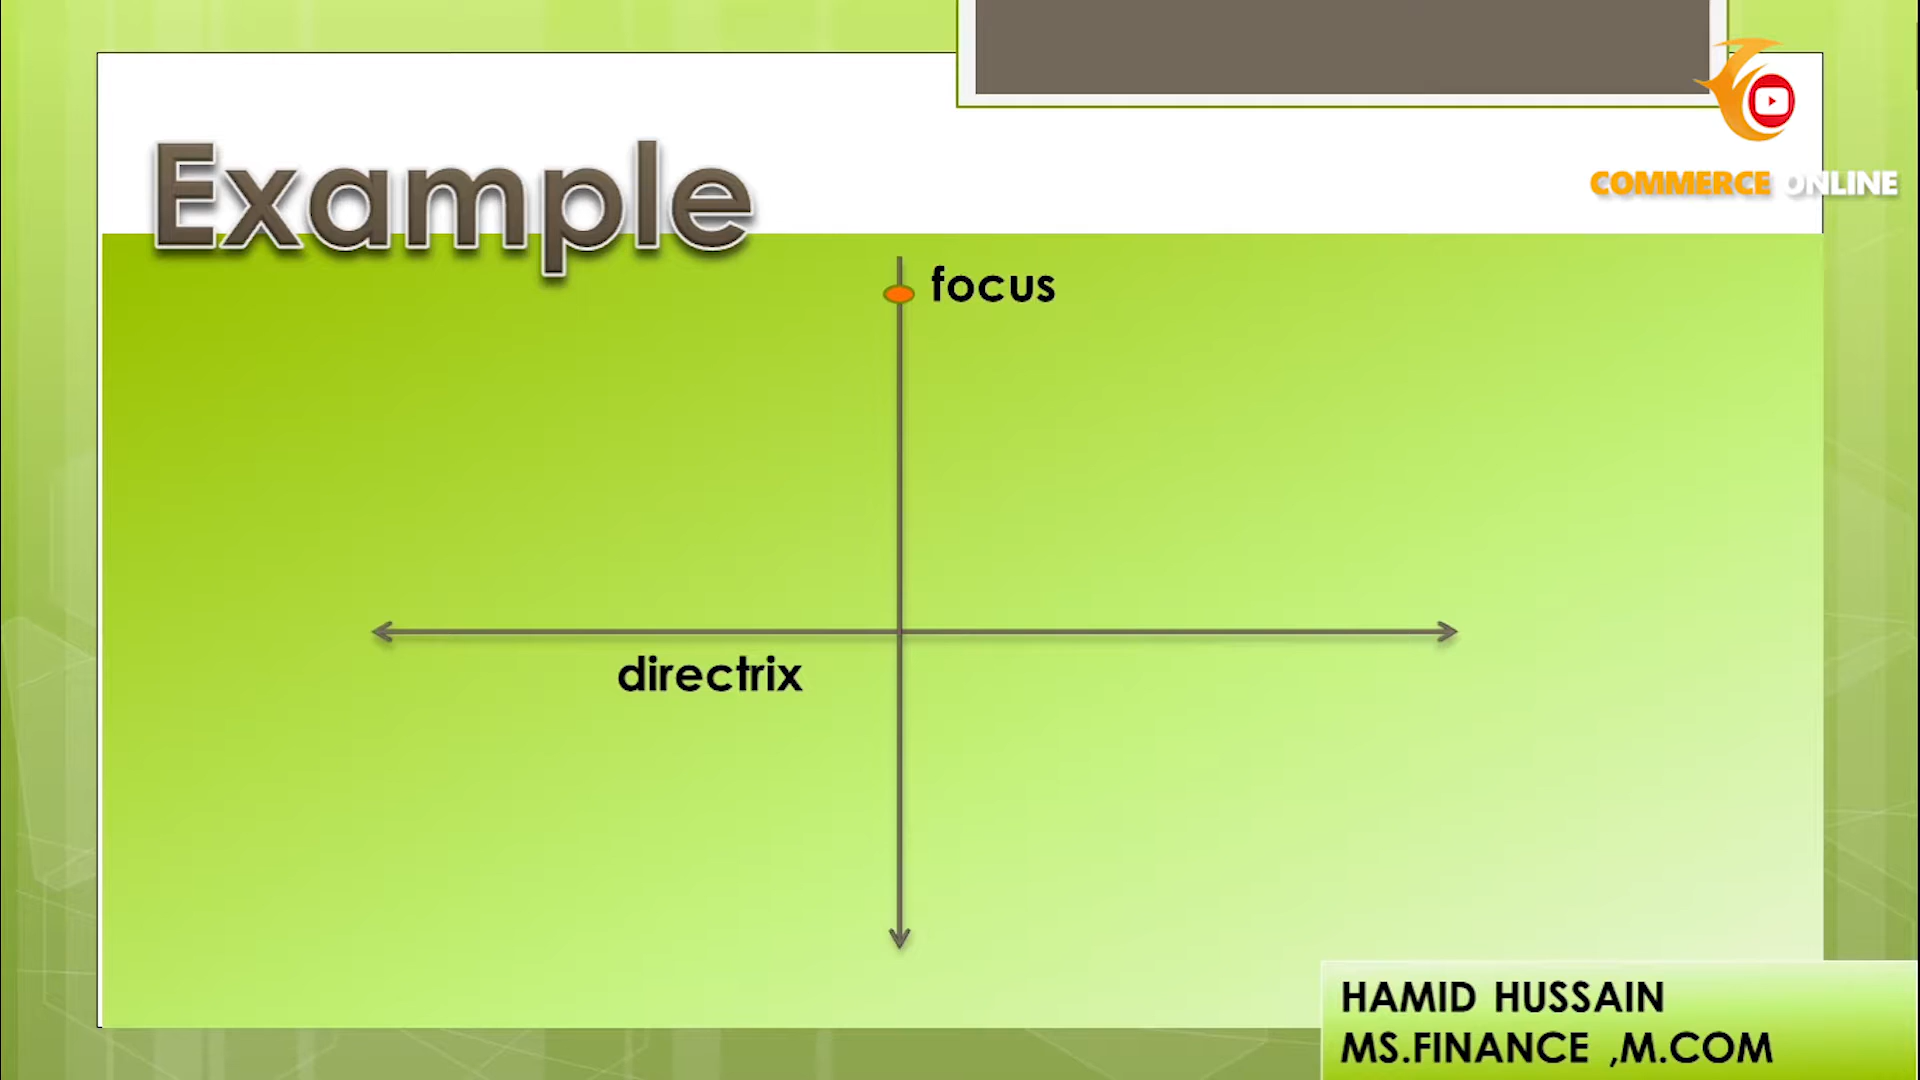 COMMERCE ONLINE
Example
focus
directrix
HAMID HUSSAIN
MS.FINANCE ,M.COM